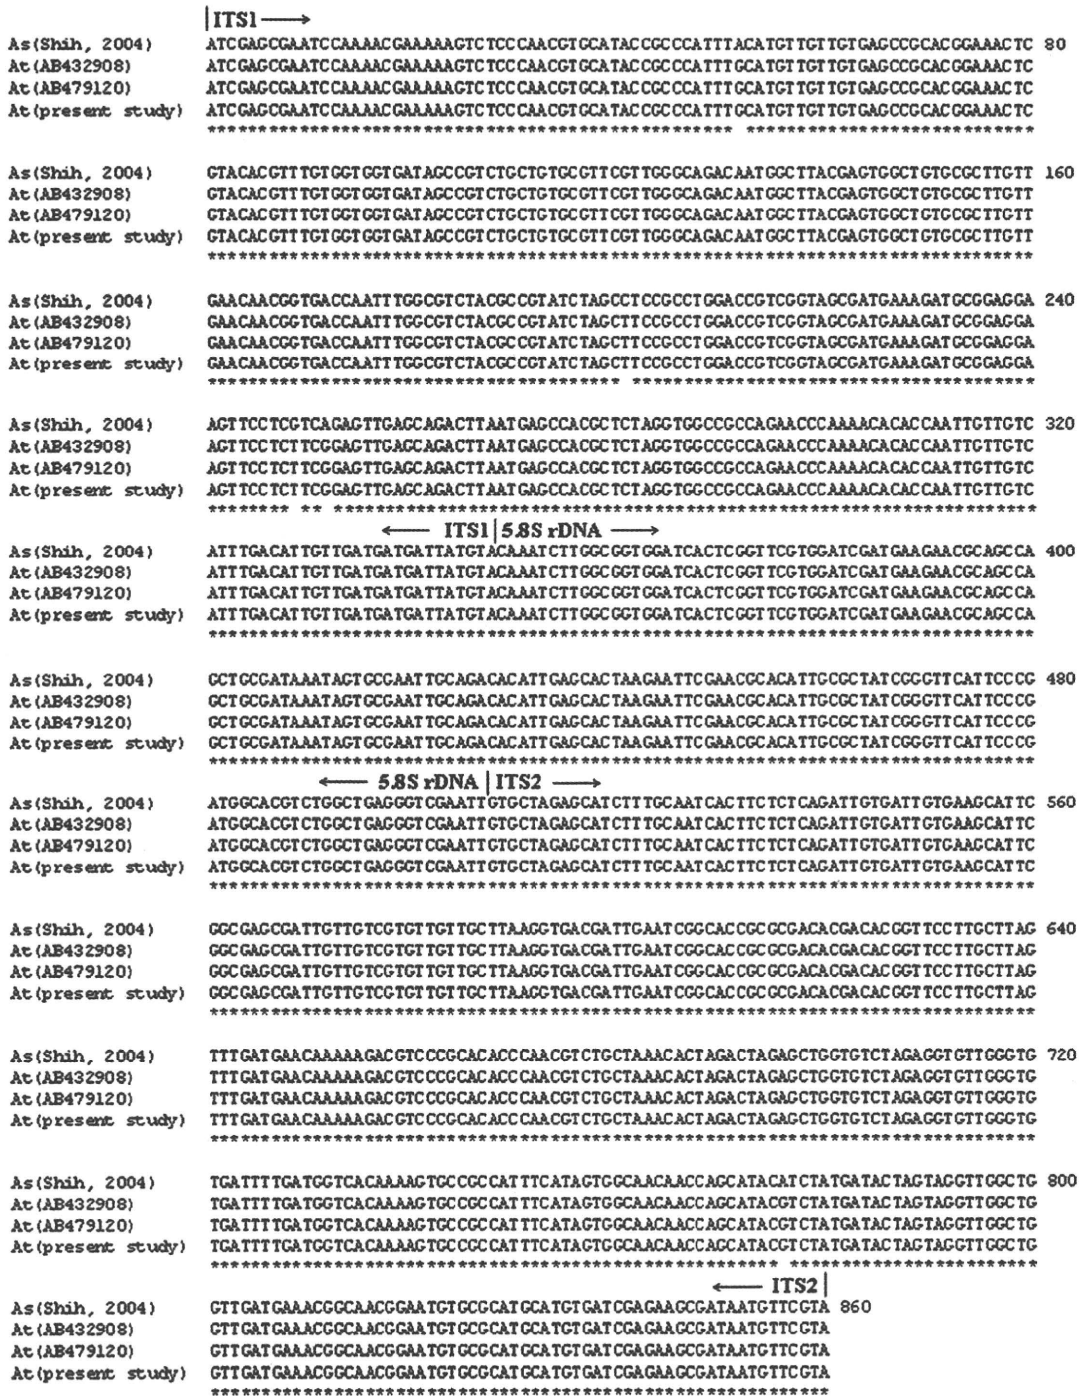 |ITS1 →
As(Shih, 2004) ATCGAGCGAATCCAAAACGAAAAAGTCTCCCAACGTGCATACCGCCCATTTACATGTTGTTGTGAGCCGCACGGAAACTC 80
At(AB432908) ATCGAGCGAATCCAAAACGAAAAAGTCTCCCAACGTGCATACCGCCCATTTGCATGTTGTTGTGAGCCGCACGGAAACTC
At(AB479120) ATCGAGCGAATCCAAAACGAAAAAGTCTCCCAACGTGCATACCGCCCATTTGCATGTTGTTGTGAGCCGCACGGAAACTC
At(present study) ATCGAGCGAATCCAAAACGAAAAAGTCTCCCAACGTGCATACCGCCCATTTGCATGTTGTTGTGAGCCGCACGGAAACTC
*************************************************** ****************************
As(Shih, 2004) GTACACGTTTGTGGTGGTGATAGCCGTCTGCTGTGCGTTCGTTGGGCAGACAATGGCTTACGAGTGGCTGTGCGCTTGTT 160
At(AB432908) GTACACGTTTGTGGTGGTGATAGCCGTCTGCTGTGCGTTCGTTGGGCAGACAATGGCTTACGAGTGGCTGTGCGCTTGTT
At(AB479120) GTACACGTTTGTGGTGGTGATAGCCGTCTGCTGTGCGTTCGTTGGGCAGACAATGGCTTACGAGTGGCTGTGCGCTTGTT
At(present study) GTACACGTTTGTGGTGGTGATAGCCGTCTGCTGTGCGTTCGTTGGGCAGACAATGGCTTACGAGTGGCTGTGCGCTTGTT
********************************************************************************
As(Shih, 2004) GAACAACGGTGACCAATTTGGCGTCTACGCCGTATCTAGCCTCCGCCTGGACCGTCGGTAGCGATGAAAGATGCGGAGGA 240
At(AB432908) GAACAACGGTGACCAATTTGGCGTCTACGCCGTATCTAGCTTCCGCCTGGACCGTCGGTAGCGATGAAAGATGCGGAGGA
At(AB479120) GAACAACGGTGACCAATTTGGCGTCTACGCCGTATCTAGCTTCCGCCTGGACCGTCGGTAGCGATGAAAGATGCGGAGGA
At(present study) GAACAACGGTGACCAATTTGGCGTCTACGCCGTATCTAGCTTCCGCCTGGACCGTCGGTAGCGATGAAAGATGCGGAGGA
**************************************** ***************************************
As(Shih, 2004) AGTTCCTCGTCAGAGTTGAGCAGACTTAATGAGCCACGCTCTAGGTGGCCGCCAGAACCCAAAACACACCAATTGTTGTC 320
At(AB432908) AGTTCCTCTTCGGAGTTGAGCAGACTTAATGAGCCACGCTCTAGGTGGCCGCCAGAACCCAAAACACACCAATTGTTGTC
At(AB479120) AGTTCCTCTTCGGAGTTGAGCAGACTTAATGAGCCACGCTCTAGGTGGCCGCCAGAACCCAAAACACACCAATTGTTGTC
At(present study) AGTTCCTCTTCGGAGTTGAGCAGACTTAATGAGCCACGCTCTAGGTGGCCGCCAGAACCCAAAACACACCAATTGTTGTC
******** ** ********************************************************************
← ITS1|5.8S rDNA →
As(Shih, 2004) ATTTGACATTGTTGATGATGATTATGTACAAATCTTGGCGGTGGATCACTCGGTTCGTGGATCGATGAAGAACGCAGCCA 400
At(AB432908) ATTTGACATTGTTGATGATGATTATGTACAAATCTTGGCGGTGGATCACTCGGTTCGTGGATCGATGAAGAACGCAGCCA
At(AB479120) ATTTGACATTGTTGATGATGATTATGTACAAATCTTGGCGGTGGATCACTCGGTTCGTGGATCGATGAAGAACGCAGCCA
At(present study) ATTTGACATTGTTGATGATGATTATGTACAAATCTTGGCGGTGGATCACTCGGTTCGTGGATCGATGAAGAACGCAGCCA
********************************************************************************
As(Shih, 2004) GCTGCGATAAATAGTGCGAATTGCAGACACATTGAGCACTAAGAATTCGAACGCACATTGCGCTATCGGGTTCATTCCCG 480
At(AB432908) GCTGCGATAAATAGTGCGAATTGCAGACACATTGAGCACTAAGAATTCGAACGCACATTGCGCTATCGGGTTCATTCCCG
At(AB479120) GCTGCGATAAATAGTGCGAATTGCAGACACATTGAGCACTAAGAATTCGAACGCACATTGCGCTATCGGGTTCATTCCCG
At(present study) GCTGCGATAAATAGTGCGAATTGCAGACACATTGAGCACTAAGAATTCGAACGCACATTGCGCTATCGGGTTCATTCCCG
********************************************************************************
← 5.8S rDNA|ITS2 →
As(Shih, 2004) ATGGCACGTCTGGCTGAGGGTCGAATTGTGCTAGAGCATCTTTGCAATCACTTCTCTCAGATTGTGATTGTGAAGCATTC 560
At(AB432908) ATGGCACGTCTGGCTGAGGGTCGAATTGTGCTAGAGCATCTTTGCAATCACTTCTCTCAGATTGTGATTGTGAAGCATTC
At(AB479120) ATGGCACGTCTGGCTGAGGGTCGAATTGTGCTAGAGCATCTTTGCAATCACTTCTCTCAGATTGTGATTGTGAAGCATTC
At(present study) ATGGCACGTCTGGCTGAGGGTCGAATTGTGCTAGAGCATCTTTGCAATCACTTCTCTCAGATTGTGATTGTGAAGCATTC
********************************************************************************
As(Shih, 2004) GGCGAGCGATTGTTGTCGTGTTGTTGCTTAAGGTGACGATTGAATCGGCACCGCGCGACACGACACGGTTCCTTGCTTAG 640
At(AB432908) GGCGAGCGATTGTTGTCGTGTTGTTGCTTAAGGTGACGATTGAATCGGCACCGCGCGACACGACACGGTTCCTTGCTTAG
At(AB479120) GGCGAGCGATTGTTGTCGTGTTGTTGCTTAAGGTGACGATTGAATCGGCACCGCGCGACACGACACGGTTCCTTGCTTAG
At(present study) GGCGAGCGATTGTTGTCGTGTTGTTGCTTAAGGTGACGATTGAATCGGCACCGCGCGACACGACACGGTTCCTTGCTTAG
********************************************************************************
As(Shih, 2004) TTTGATGAACAAAAAGACGTCCCGCACACCCAACGTCTGCTAAACACTAGACTAGAGCTGGTGTCTAGAGGTGTTGGGTG 720
At(AB432908) TTTGATGAACAAAAAGACGTCCCGCACACCCAACGTCTGCTAAACACTAGACTAGAGCTGGTGTCTAGAGGTGTTGGGTG
At(AB479120) TTTGATGAACAAAAAGACGTCCCGCACACCCAACGTCTGCTAAACACTAGACTAGAGCTGGTGTCTAGAGGTGTTGGGTG
At(present study) TTTGATGAACAAAAAGACGTCCCGCACACCCAACGTCTGCTAAACACTAGACTAGAGCTGGTGTCTAGAGGTGTTGGGTG
********************************************************************************
As(Shih, 2004) TGATTTTGATGGTCACAAAAGTGCCGCCATTTCATAGTGGCAACAACCAGCATACATCTATGATACTAGTAGGTTGGCTG 800
At(AB432908) TGATTTTGATGGTCACAAAAGTGCCGCCATTTCATAGTGGCAACAACCAGCATACGTCTATGATACTAGTAGGTTGGCTG
At(AB479120) TGATTTTGATGGTCACAAAAGTGCCGCCATTTCATAGTGGCAACAACCAGCATACGTCTATGATACTAGTAGGTTGGCTG
At(present study) TGATTTTGATGGTCACAAAAGTGCCGCCATTTCATAGTGGCAACAACCAGCATACGTCTATGATACTAGTAGGTTGGCTG
******************************************************* ************************
← ITS2|
As(Shih, 2004) GTTGATGAAACGGCAACGGAATGTGCGCATGCATGTGATCGAGAAGCGATAATGTTCGTA 860
At(AB432908) GTTGATGAAACGGCAACGGAATGTGCGCATGCATGTGATCGAGAAGCGATAATGTTCGTA
At(AB479120) GTTGATGAAACGGCAACGGAATGTGCGCATGCATGTGATCGAGAAGCGATAATGTTCGTA
At(present study) GTTGATGAAACGGCAACGGAATGTGCGCATGCATGTGATCGAGAAGCGATAATGTTCGTA
************************************************************